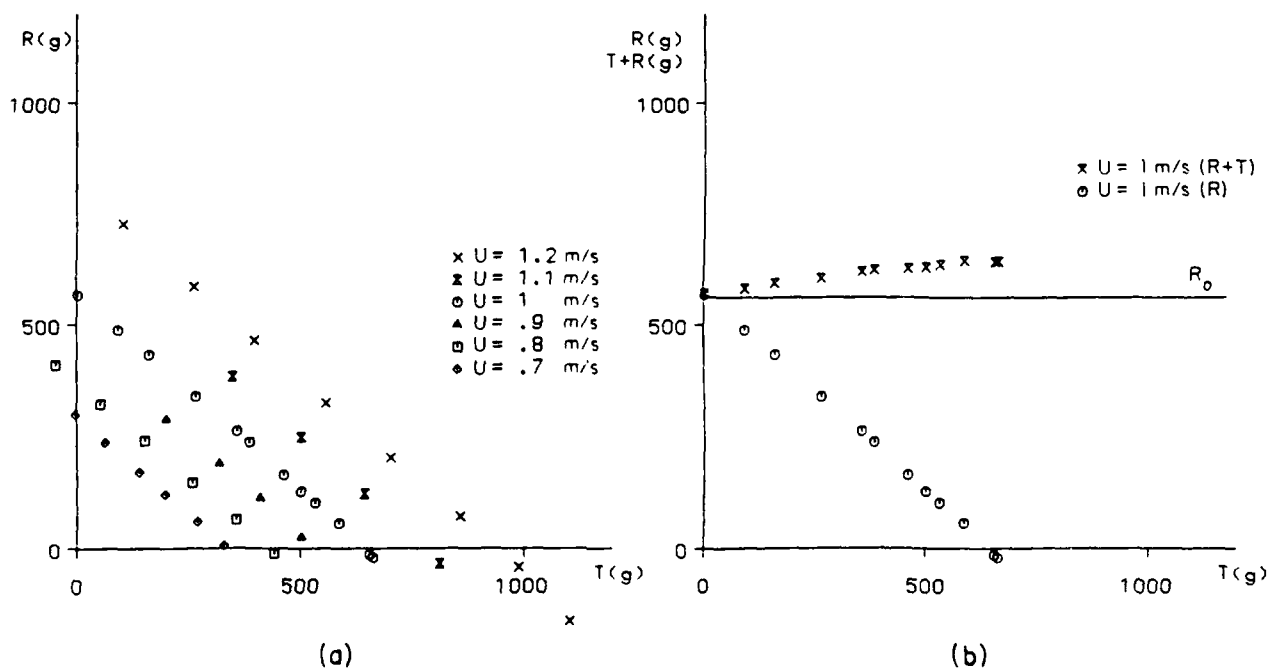 R(g)
1000
500
0
0
500
1000
T(g)
× U = 1.2 m/s
U = 1.1 m/s
U = 1 m/s
U = .9 m/s
U = .8 m/s
U = .7 m/s
(a)
R(g)
T+R(g)
1000
500
0
0
500
1000
T(g)
U = 1 m/s (R+T)
U = 1 m/s (R)
R₀
(b)